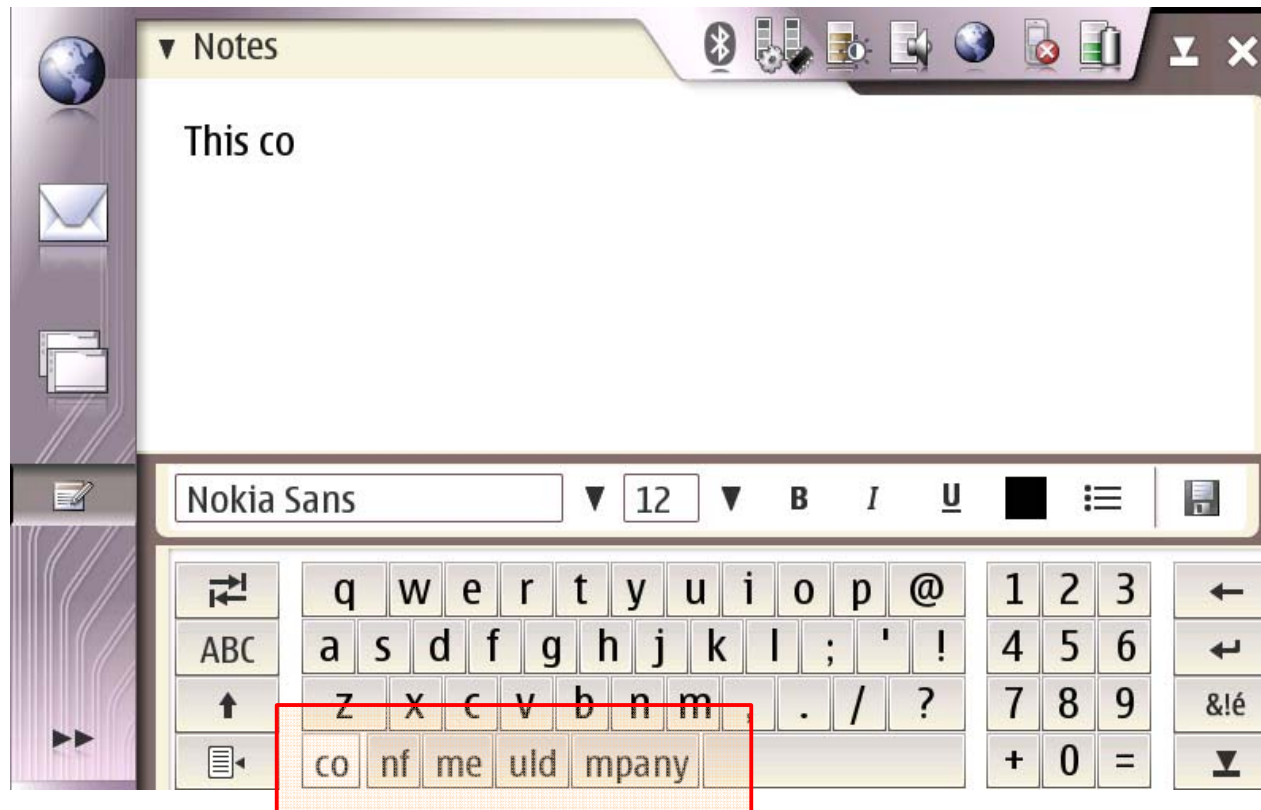 Notes
This co
Nokia Sans 12 B I U
q w e r t y u i o p @ 1 2 3
ABC a s d f g h j k l ; ' ! 4 5 6
z x c v b n m , . / ? 7 8 9 &!é
co nf me uld mpany + 0 =